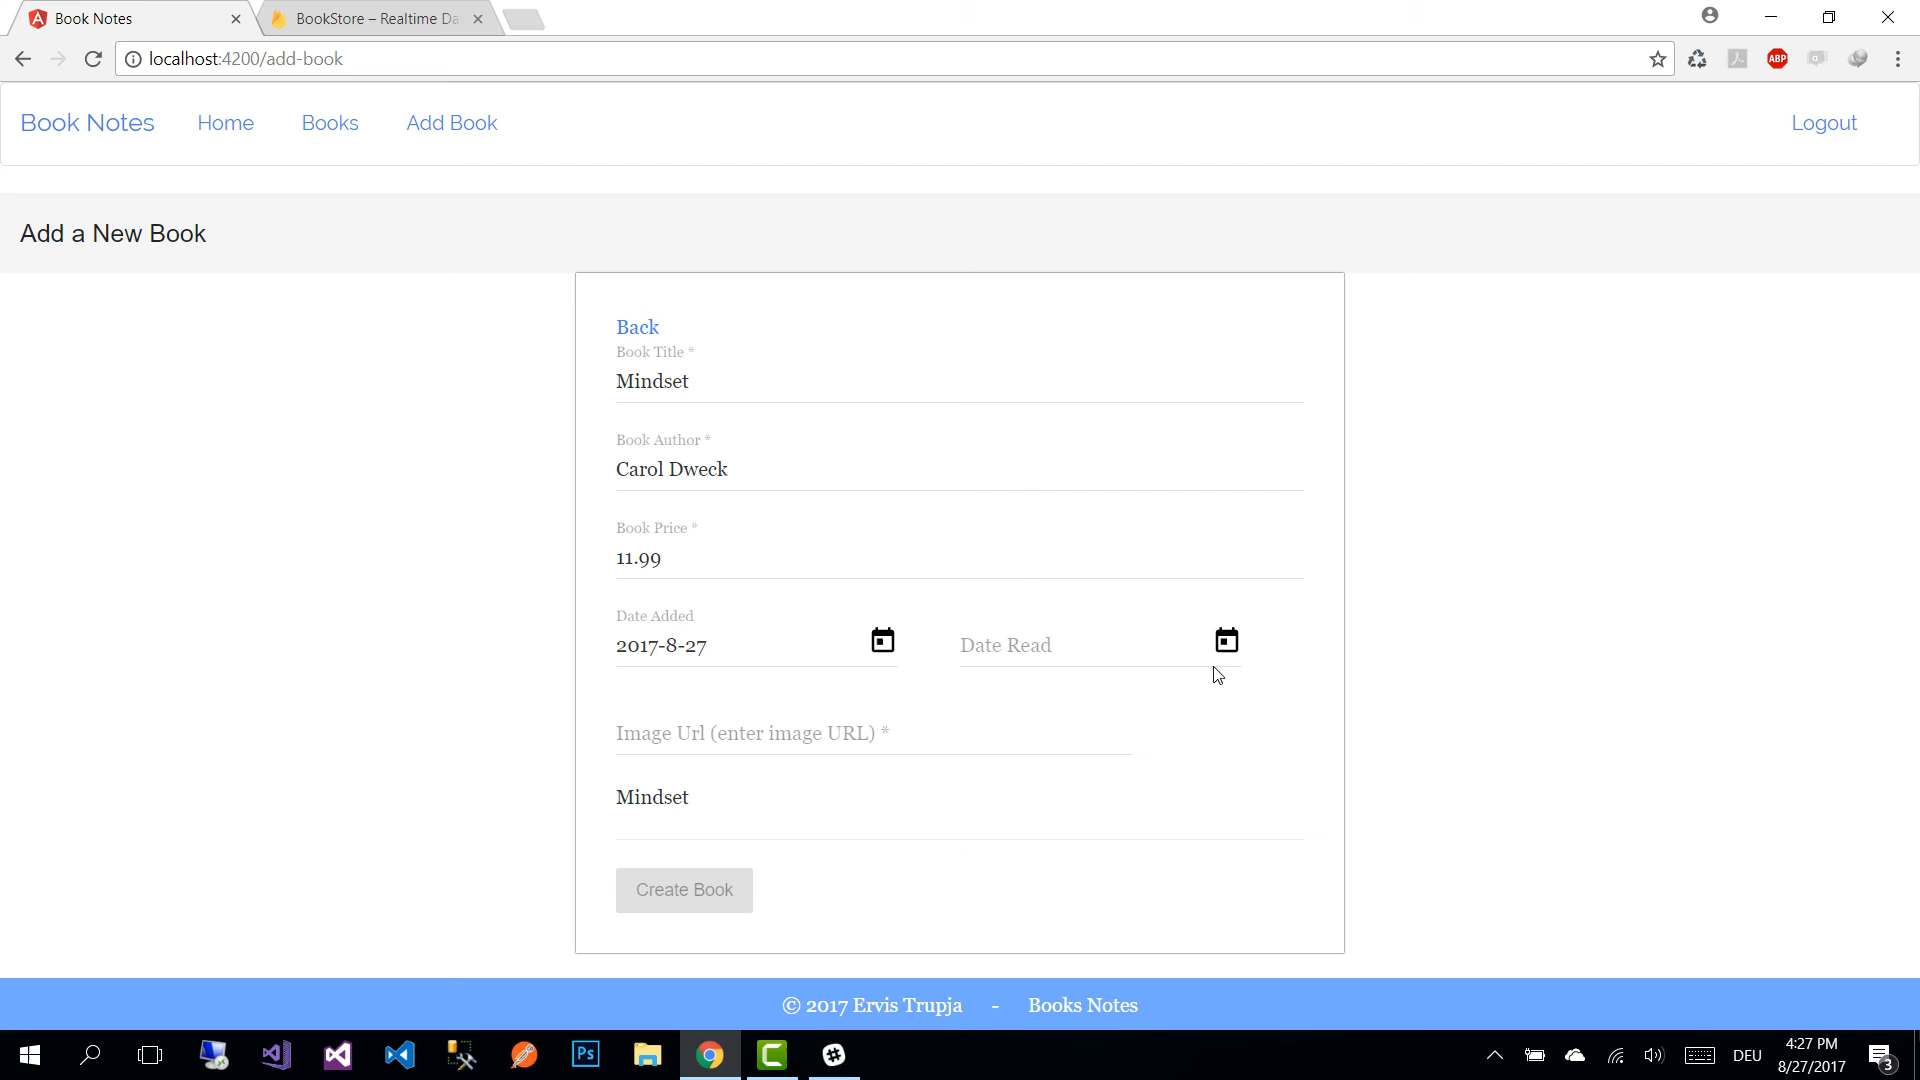 Book Notes
BookStore – Realtime Da
localhost:4200/add-book
ABP
Book Notes Home Books Add Book Logout
Add a New Book
Back
Book Title *
Mindset
Book Author *
Carol Dweck
Book Price *
11.99
Date Added
2017-8-27
Date Read
Image Url (enter image URL) *
Mindset
Create Book
© 2017 Ervis Trupja - Books Notes
Ps
DEU
4:27 PM
8/27/2017
3